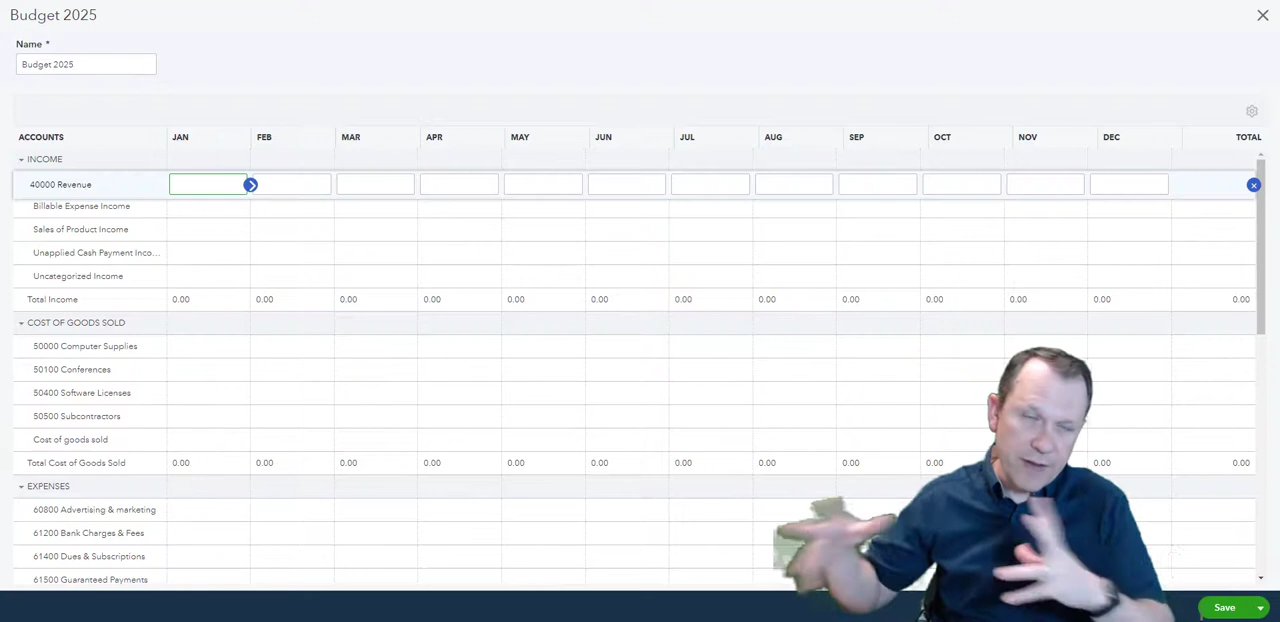 Budget 2025
Name *
Budget 2025
ACCOUNTS JAN FEB MAR APR MAY JUN JUL AUG SEP OCT NOV DEC TOTAL
INCOME
40000 Revenue
Billable Expense Income
Sales of Product Income
Unapplied Cash Payment Inco...
Uncategorized Income
Total Income 0.00 0.00 0.00 0.00 0.00 0.00 0.00 0.00 0.00 0.00 0.00 0.00 0.00
COST OF GOODS SOLD
50000 Computer Supplies
50100 Conferences
50400 Software Licenses
50500 Subcontractors
Cost of goods sold
Total Cost of Goods Sold 0.00 0.00 0.00 0.00 0.00 0.00 0.00 0.00 0.00 0.00 0.00 0.00
EXPENSES
60800 Advertising & marketing
61200 Bank Charges & Fees
61400 Dues & Subscriptions
61500 Guaranteed Payments
Save